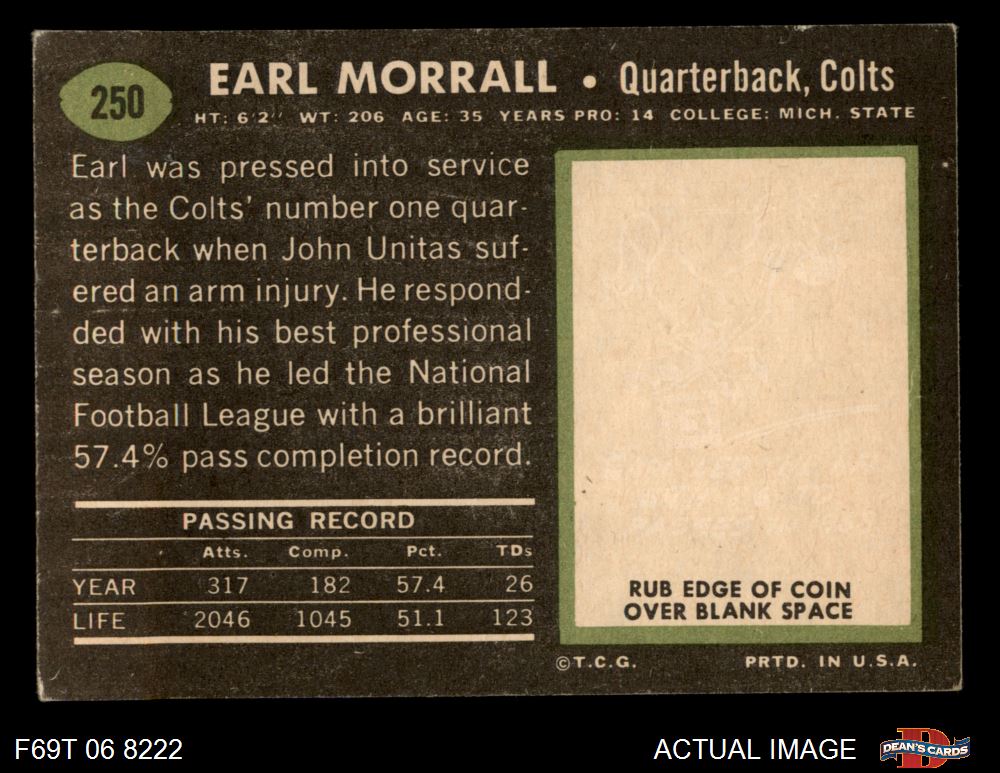 250
EARL MORRALL • Quarterback, Colts
HT: 6'2" WT: 206 AGE: 35 YEARS PRO: 14 COLLEGE: MICH. STATE
Earl was pressed into service
as the Colts' number one quar-
terback when John Unitas suf-
ered an arm injury. He respond-
ded with his best professional
season as he led the National
Football League with a brilliant
57.4% pass completion record.
PASSING RECORD
Atts. Comp. Pct. TDs
YEAR 317 182 57.4 26
LIFE 2046 1045 51.1 123
RUB EDGE OF COIN
OVER BLANK SPACE
©T.C.G. PRTD. IN U.S.A.
F69T 06 8222
ACTUAL IMAGE
D
DEAN'S CARDS